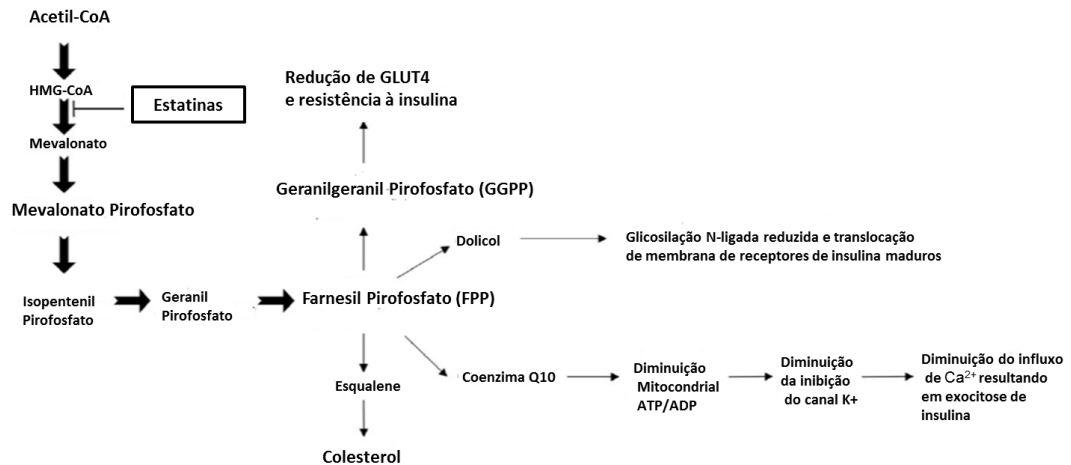 Acetil-CoA
HMG-CoA
Estatinas
Mevalonato
Mevalonato Pirofosfato
Isopentenil
Pirofosfato
Geranil
Pirofosfato
Farnesil Pirofosfato (FPP)
Geranilgeranil Pirofosfato (GGPP)
Redução de GLUT4
e resistência à insulina
Dolicol
Glicosilação N-ligada reduzida e translocação
de membrana de receptores de insulina maduros
Esqualene
Colesterol
Coenzima Q10
Diminuição
Mitocondrial
ATP/ADP
Diminuição
da inibição
do canal K+
Diminuição do influxo
de Ca²⁺ resultando
em exocitose de
insulina